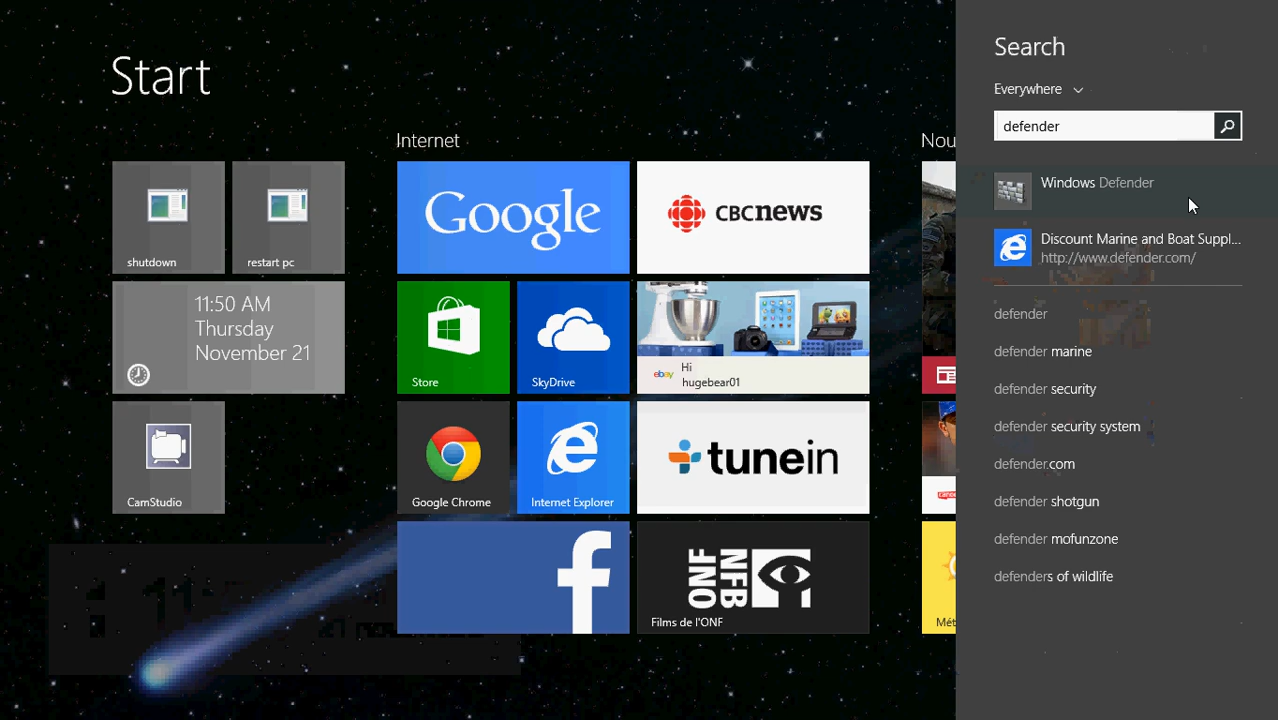 Start
shutdown
restart pc
11:50 AM
Thursday
November 21
CamStudio
Internet
Google
CBCNEWS
Store
SkyDrive
ebay
Hi
hugebear01
Google Chrome
Internet Explorer
tunein
f
ONF
NFB
Films de l'ONF
Nou
Mét
Search
Everywhere
defender
Windows Defender
Discount Marine and Boat Suppl...
http://www.defender.com/
defender
defender marine
defender security
defender security system
defender.com
defender shotgun
defender mofunzone
defenders of wildlife